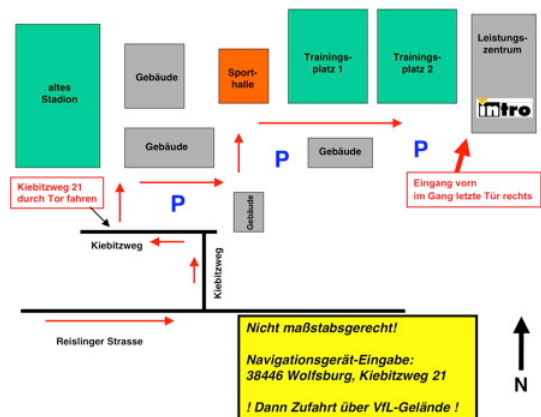 altes
Stadion
Gebäude
Sport-
halle
Trainings-
platz 1
Trainings-
platz 2
Leistungs-
zentrum
intro
Gebäude
P
Gebäude
P
Kiebitzweg 21
durch Tor fahren
P
Gebäude
Eingang vorn
im Gang letzte Tür rechts
Kiebitzweg
Kiebitzweg
Reislinger Strasse
Nicht maßstabsgerecht!
Navigationsgerät-Eingabe:
38446 Wolfsburg, Kiebitzweg 21
! Dann Zufahrt über VfL-Gelände !
N